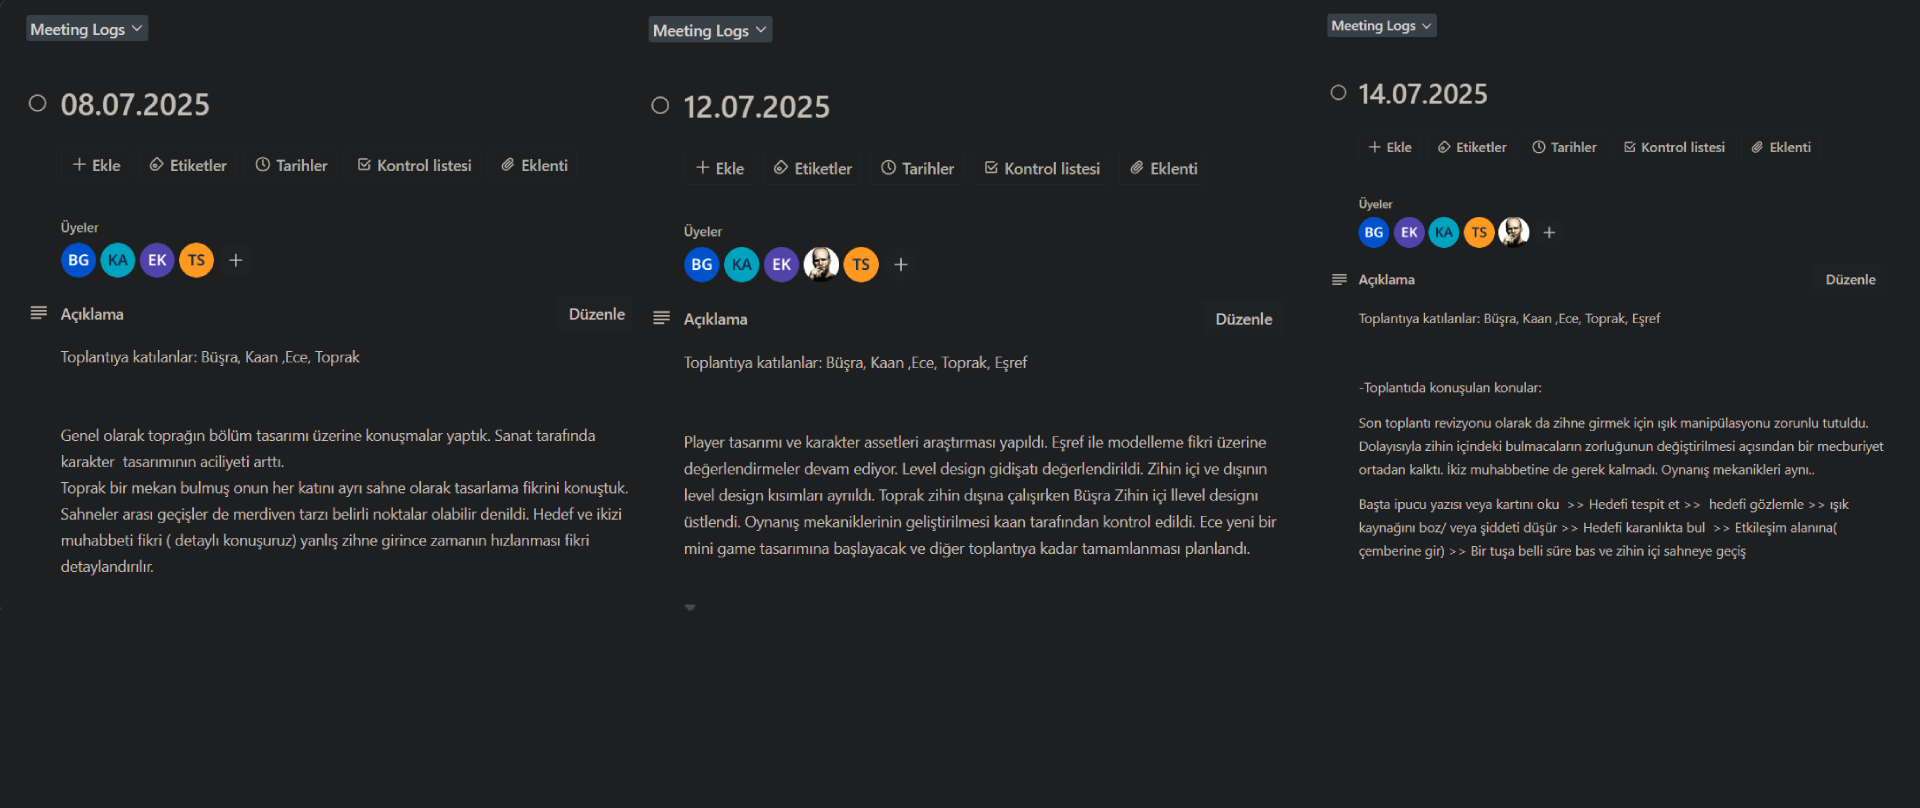 Meeting Logs
08.07.2025
Ekle Etiketler Tarihler Kontrol listesi Eklenti
Üyeler
BG KA EK TS +
Açıklama Düzenle
Toplantıya katılanlar: Büşra, Kaan ,Ece, Toprak
Genel olarak toprağın bölüm tasarımı üzerine konuşmalar yaptık. Sanat tarafında
karakter  tasarımının aciliyeti arttı.
Toprak bir mekan bulmuş onun her katını ayrı sahne olarak tasarlama fikrini konuştuk.
Sahneler arası geçişler de merdiven tarzı belirli noktalar olabilir denildi. Hedef ve ikizi
muhabbeti fikri ( detaylı konuşuruz) yanlış zihne girince zamanın hızlanması fikri
detaylandırılır.
Meeting Logs
12.07.2025
Ekle Etiketler Tarihler Kontrol listesi Eklenti
Üyeler
BG KA EK TS +
Açıklama Düzenle
Toplantıya katılanlar: Büşra, Kaan ,Ece, Toprak, Eşref
Player tasarımı ve karakter assetleri araştırması yapıldı. Eşref ile modelleme fikri üzerine
değerlendirmeler devam ediyor. Level design gidişatı değerlendirildi. Zihin içi ve dışının
level design kısımları ayrııldı. Toprak zihin dışına çalışırken Büşra Zihin içi llevel designı
üstlendi. Oynanış mekaniklerinin geliştirilmesi kaan tarafından kontrol edildi. Ece yeni bir
mini game tasarımına başlayacak ve diğer toplantıya kadar tamamlanması planlandı.
Meeting Logs
14.07.2025
Ekle Etiketler Tarihler Kontrol listesi Eklenti
Üyeler
BG EK KA TS +
Açıklama Düzenle
Toplantıya katılanlar: Büşra, Kaan ,Ece, Toprak, Eşref
-Toplantıda konuşulan konular:
Son toplantı revizyonu olarak da zihne girmek için ışık manipülasyonu zorunlu tutuldu.
Dolayısıyla zihin içindeki bulmacaların zorluğunun değiştirilmesi açısından bir mecburiyet
ortadan kalktı. İkiz muhabbetine de gerek kalmadı. Oynanış mekanikleri aynı..
Başta ipucu yazısı veya kartını oku  >> Hedefi tespit et >>  hedefi gözlemle >> ışık
kaynağını boz/ veya şiddeti düşür >> Hedefi karanlıkta bul  >> Etkileşim alanına(
çemberine gir) >> Bir tuşa belli süre bas ve zihin içi sahneye geçiş